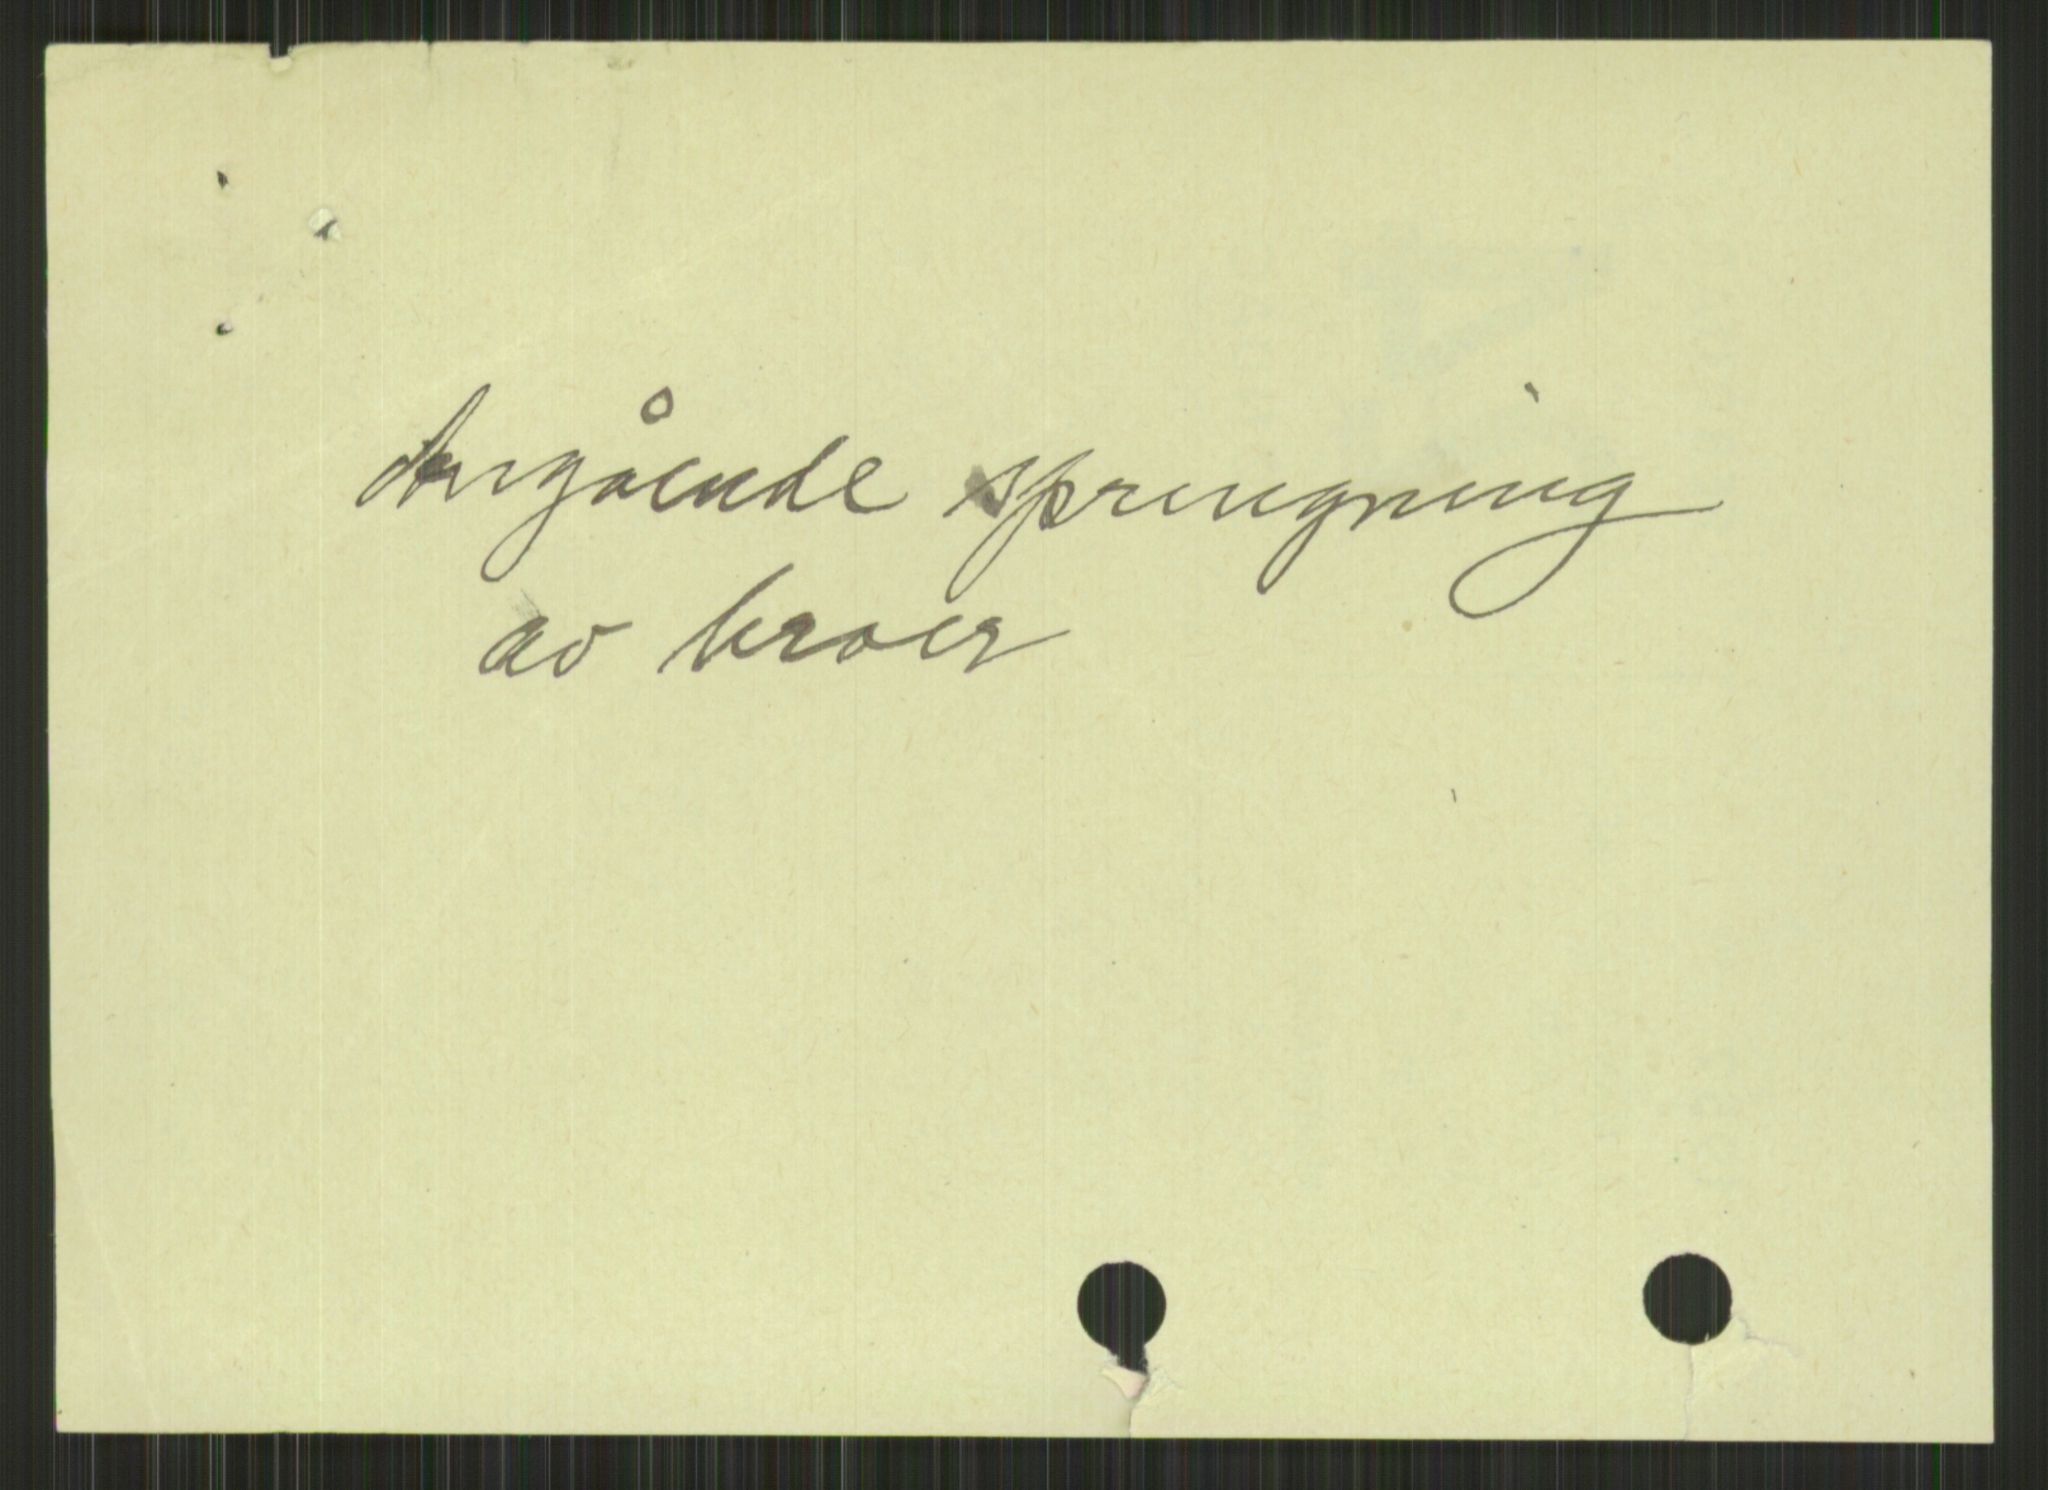 Angående sprengning
av broer